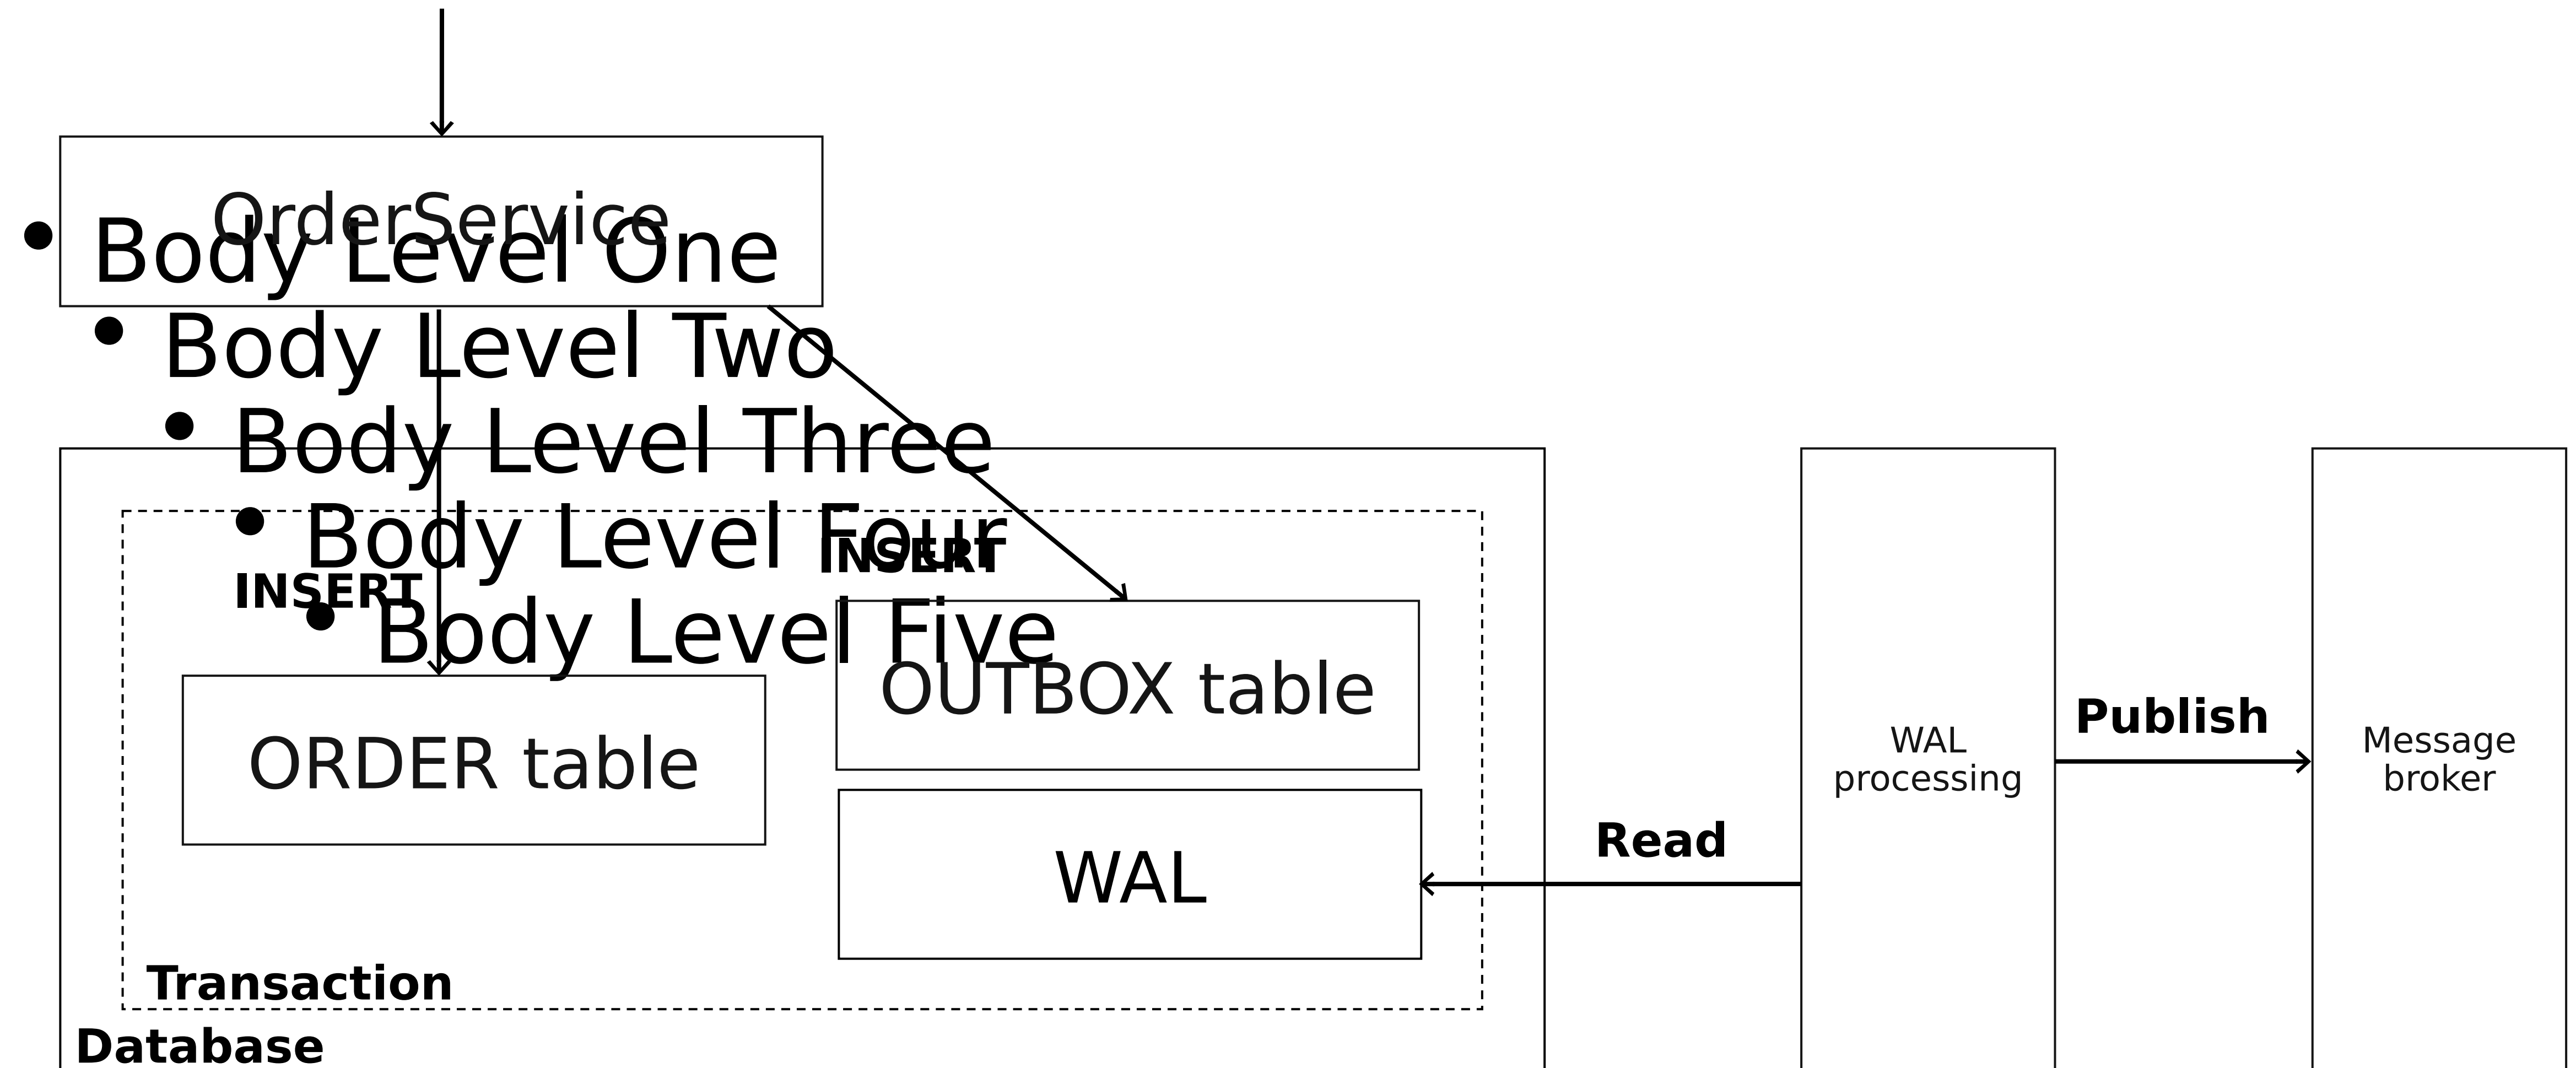 OrderService
• Body Level One
• Body Level Two
• Body Level Three
• Body Level Four
INSERT
INSERT
• Body Level Five
OUTBOX table
ORDER table
WAL
Read
WAL
processing
Publish
Message
broker
Transaction
Database